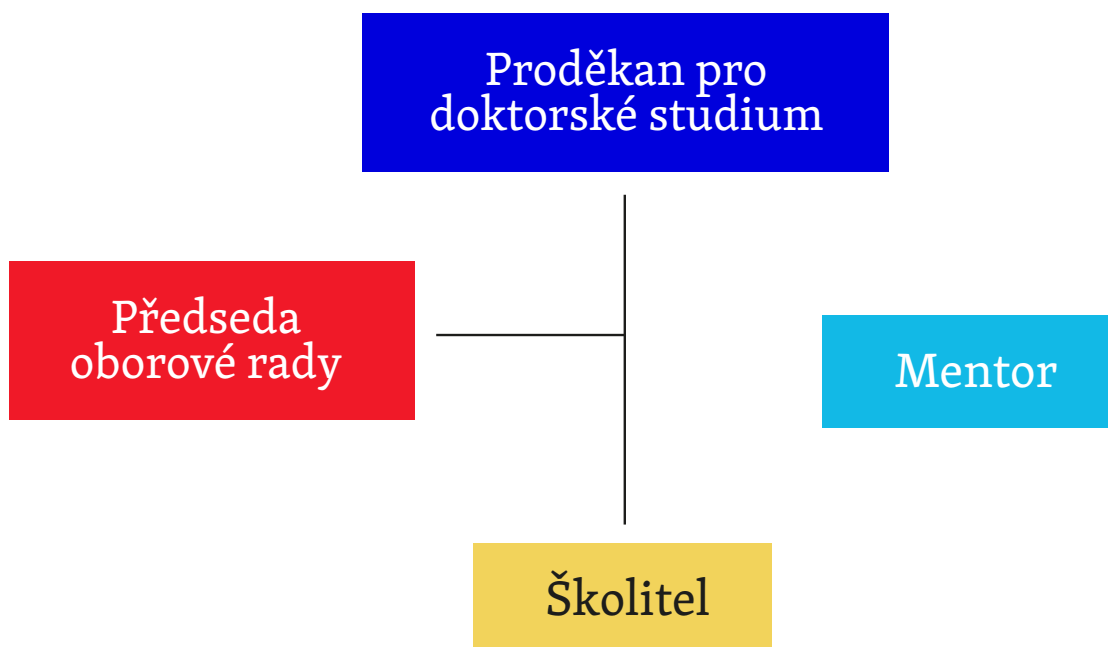 Proděkan pro
doktorské studium
Předseda
oborové rady
Mentor
Školitel